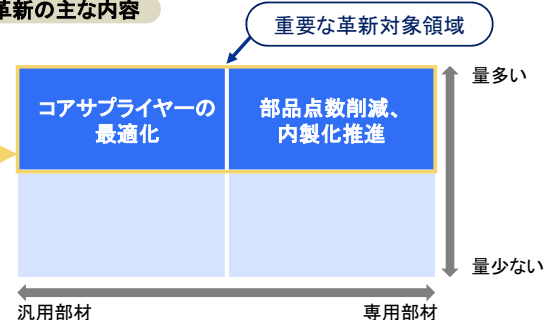 革新の主な内容
重要な革新対象領域
量多い
コアサプライヤーの
最適化
部品点数削減、
内製化推進
量少ない
汎用部材
専用部材